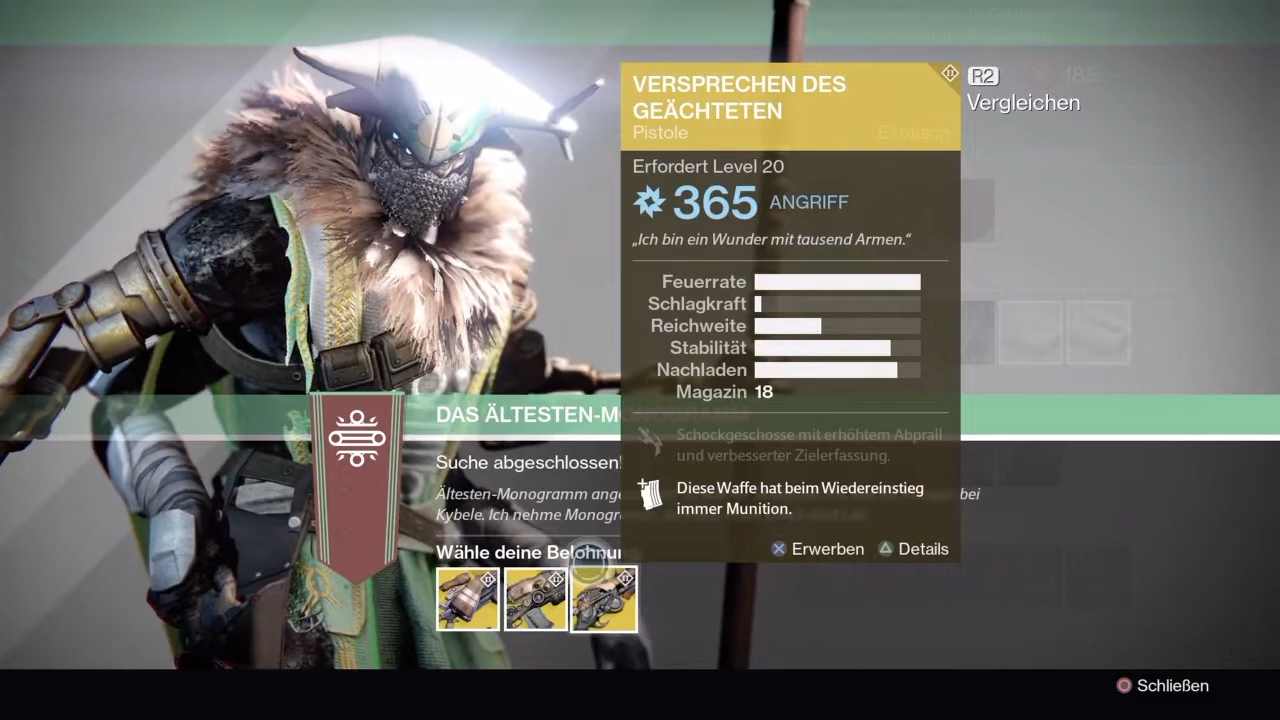 VERSPRECHEN DES
GEÄCHTETEN
Pistole Exotisch
R2 185
Vergleichen
Erfordert Level 20
365 ANGRIFF
„Ich bin ein Wunder mit tausend Armen.“
Feuerrate
Schlagkraft
Reichweite
Stabilität
Nachladen
Magazin 18
DAS ÄLTESTEN-MONOGRAMM
Schockgeschosse mit erhöhtem Abprall
und verbesserter Zielerfassung.
Suche abgeschlossen!
Diese Waffe hat beim Wiedereinstieg
immer Munition.
Ältesten-Monogramm ange bei
Kybele. Ich nehme Monogr
Wähle deine Belohnun
Erwerben Details
Schließen